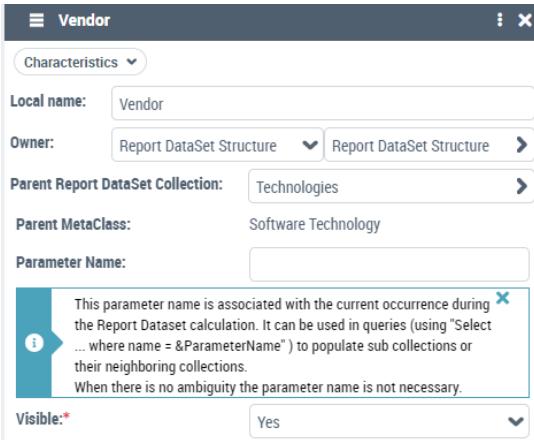 Vendor
Characteristics
Local name: Vendor
Owner: Report DataSet Structure Report DataSet Structure
Parent Report DataSet Collection: Technologies
Parent MetaClass: Software Technology
Parameter Name:
This parameter name is associated with the current occurrence during
the Report Dataset calculation. It can be used in queries (using "Select
... where name = &ParameterName" ) to populate sub collections or
their neighboring collections.
When there is no ambiguity the parameter name is not necessary.
Visible:* Yes